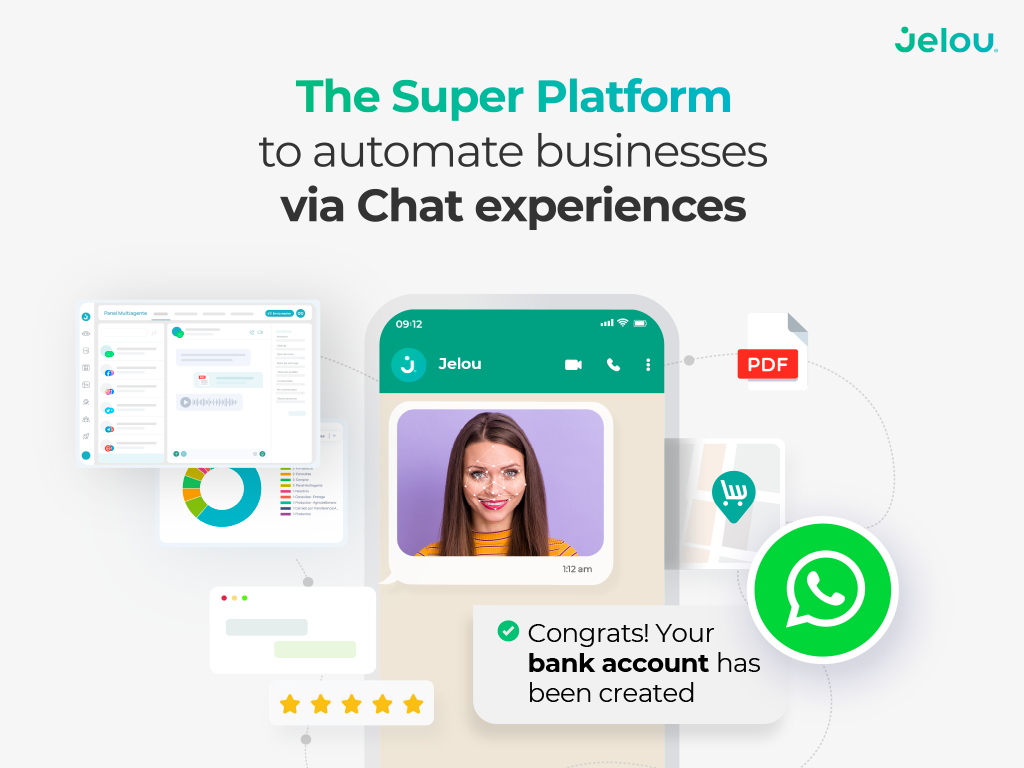 Jelou
The Super Platform
to automate businesses
via Chat experiences
Panel Multiagente
09:12
Jelou
PDF
1:12 am
Congrats! Your
bank account has
been created